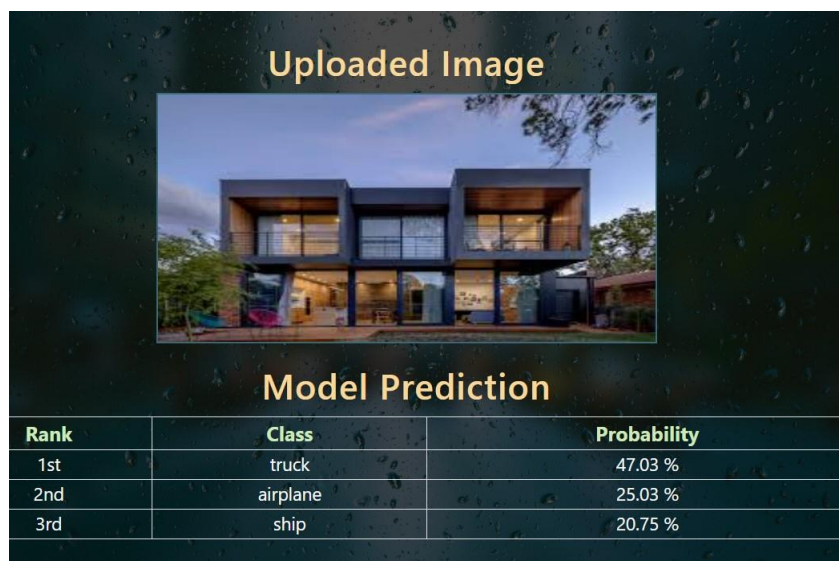 Uploaded Image
Model Prediction
Rank Class Probability
1st truck 47.03 %
2nd airplane 25.03 %
3rd ship 20.75 %